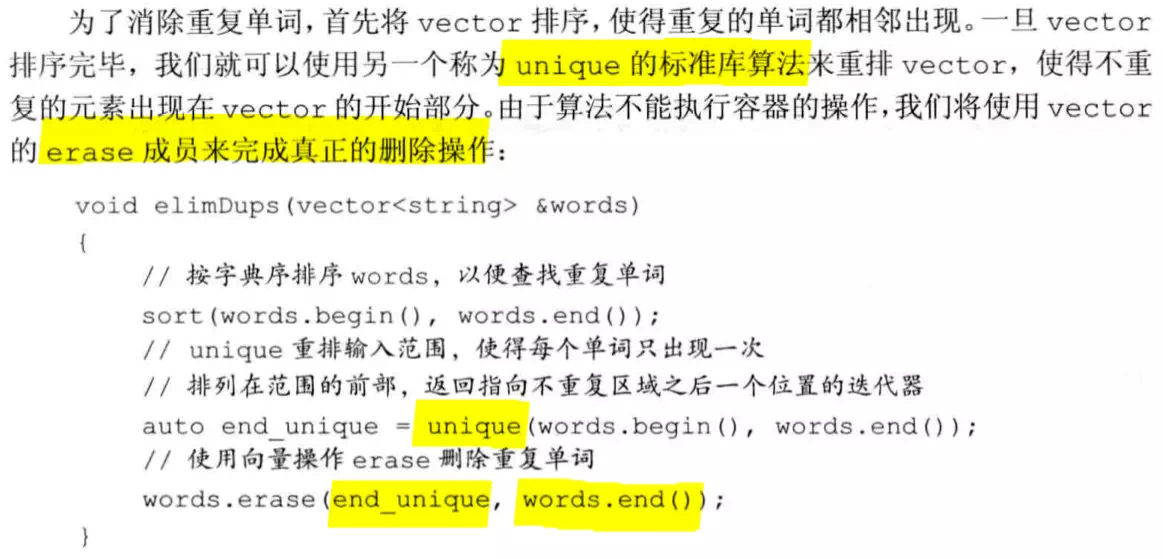 为了消除重复单词,首先将 vector 排序,使得重复的单词都相邻出现。一旦 vector
排序完毕,我们就可以使用另一个称为 unique 的标准库算法来重排 vector,使得不重
复的元素出现在 vector 的开始部分。由于算法不能执行容器的操作,我们将使用 vector
的 erase 成员来完成真正的删除操作:
void elimDups(vector<string> &words)
{
// 按字典序排序 words, 以便查找重复单词
sort(words.begin(), words.end());
// unique 重排输入范围, 使得每个单词只出现一次
// 排列在范围的前部, 返回指向不重复区域之后一个位置的迭代器
auto end_unique = unique(words.begin(), words.end());
// 使用向量操作 erase 删除重复单词
words.erase(end_unique, words.end());
}